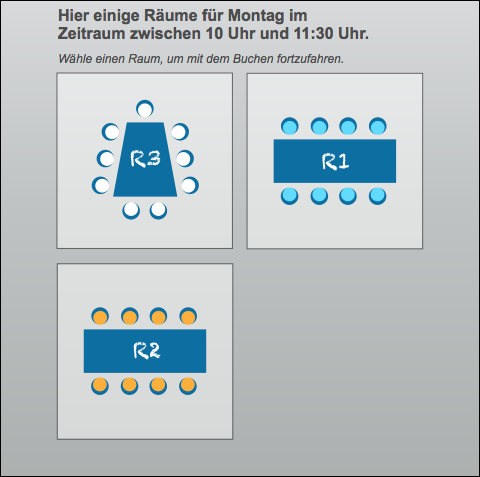 Hier einige Räume für Montag im
Zeitraum zwischen 10 Uhr und 11:30 Uhr.
Wähle einen Raum, um mit dem Buchen fortzufahren.
R3
R1
R2